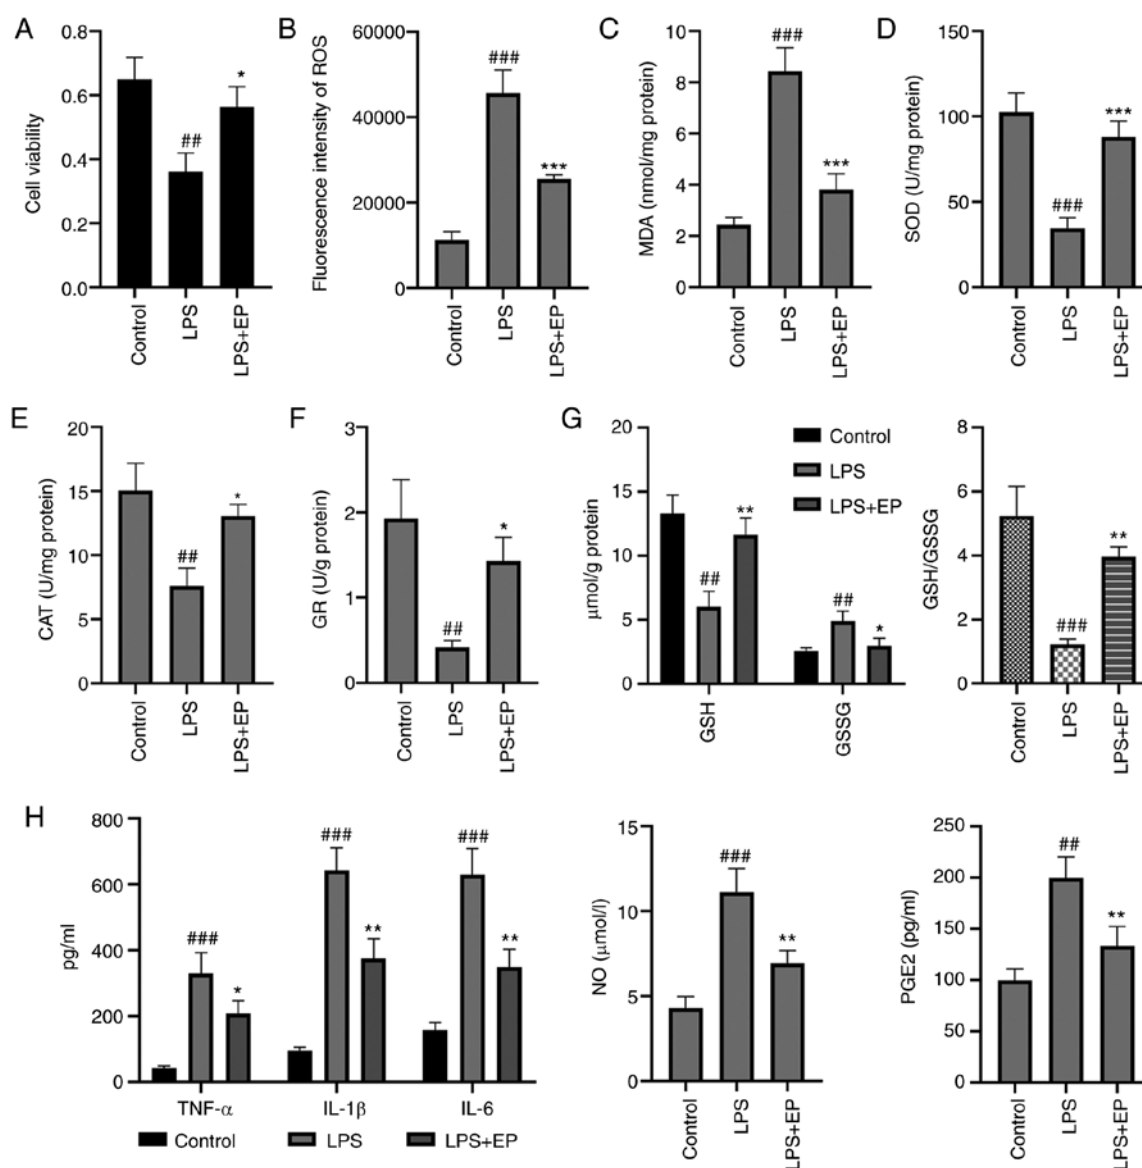 A
Cell viability
0.8
0.6
0.4
0.2
0.0
##
*
Control
LPS
LPS+EP
B
Fluorescence intensity of ROS
60000
40000
20000
0
###
***
Control
LPS
LPS+EP
C
MDA (nmol/mg protein)
10
8
6
4
2
0
###
***
Control
LPS
LPS+EP
D
SOD (U/mg protein)
150
100
50
0
###
***
Control
LPS
LPS+EP
E
CAT (U/mg protein)
20
15
10
5
0
##
*
Control
LPS
LPS+EP
F
GR (U/g pritein)
3
2
1
0
##
*
Control
LPS
LPS+EP
G
μmol/g protein
20
15
10
5
0
##
**
##
*
GSH
GSSG
Control
LPS
LPS+EP
GSH/GSSG
8
6
4
2
0
###
**
Control
LPS
LPS+EP
H
pg/ml
800
600
400
200
0
###
*
###
**
###
**
TNF-α
IL-1β
IL-6
Control
LPS
LPS+EP
NO (μmol/l)
15
10
5
0
###
**
Control
LPS
LPS+EP
PGE2 (pg/ml)
250
200
150
100
50
0
##
**
Control
LPS
LPS+EP